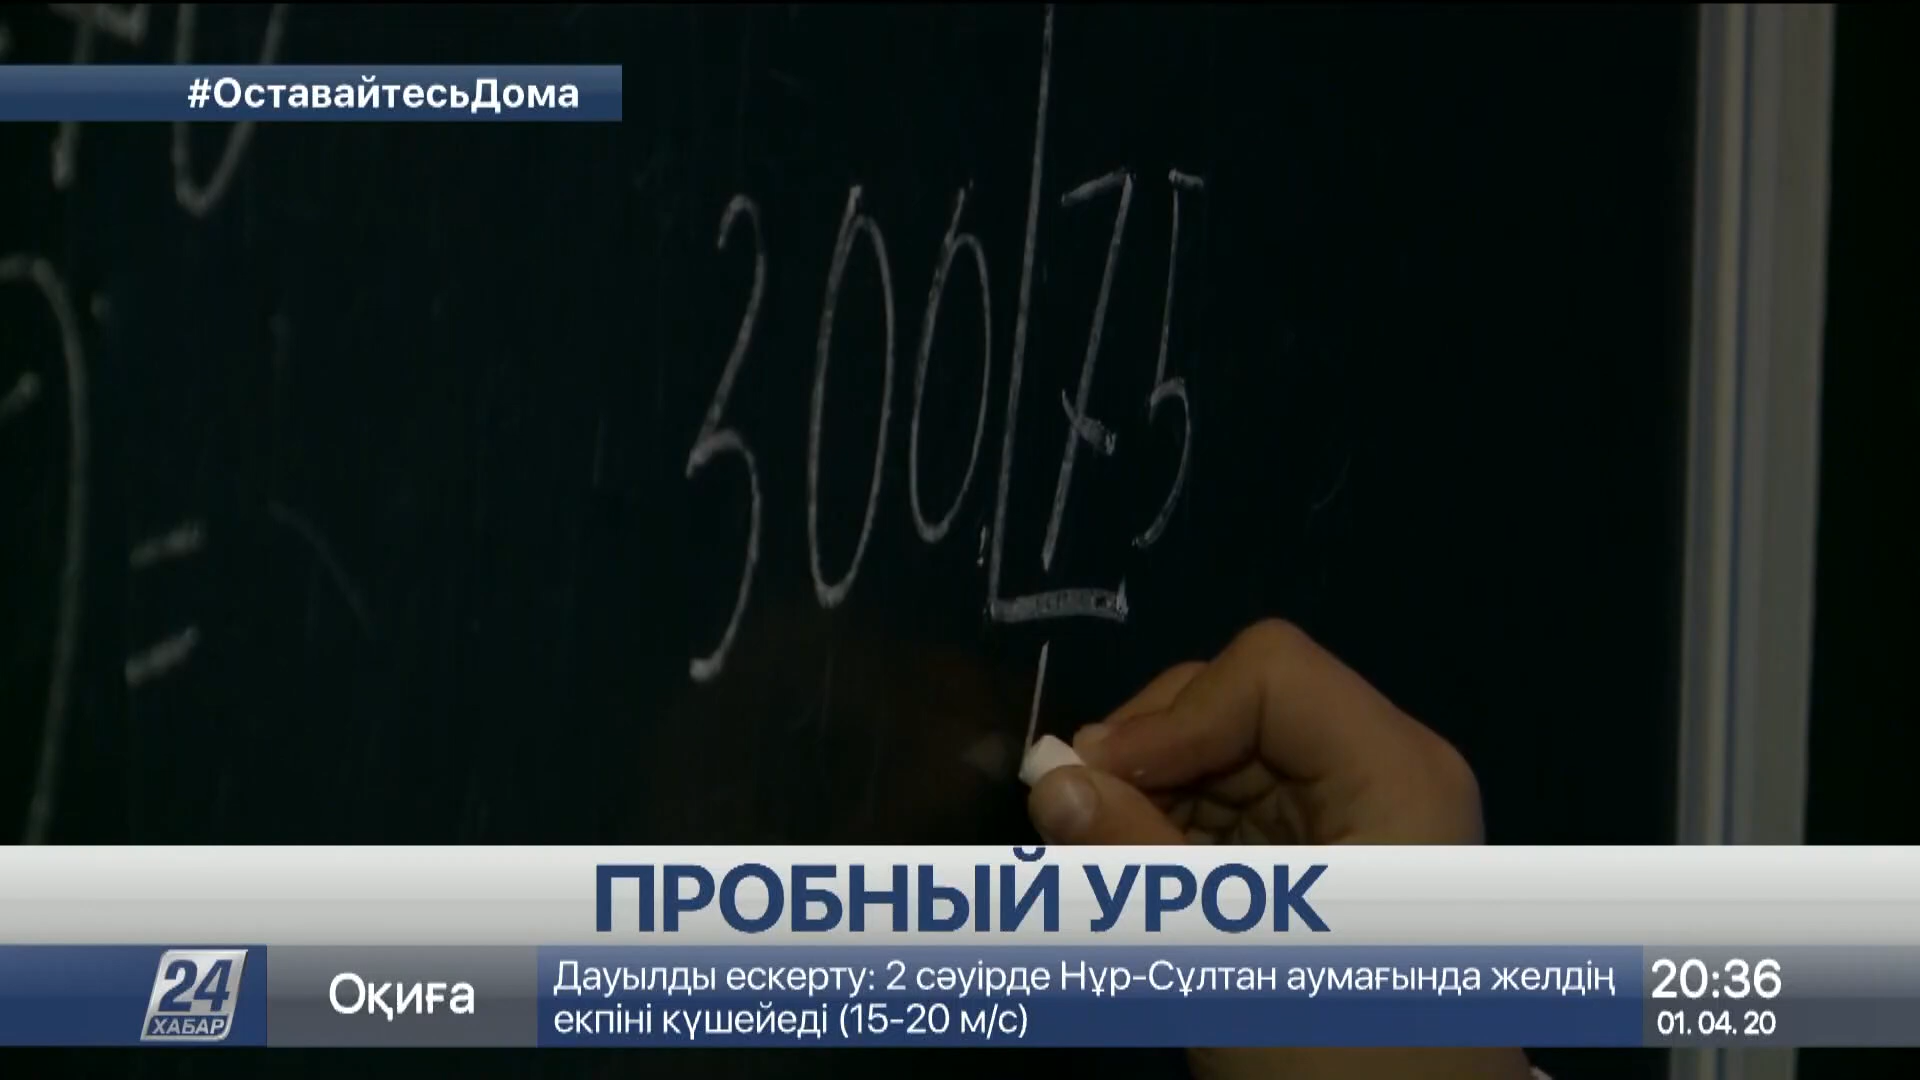 #ОставайтесьДома
300 75
=
ПРОБНЫЙ УРОК
24
ХАБАР
Оқиға
Дауылды ескерту: 2 сәуірде Нұр-Сұлтан аумағында желдің
екпіні күшейеді (15-20 м/с)
20:36
01. 04. 20